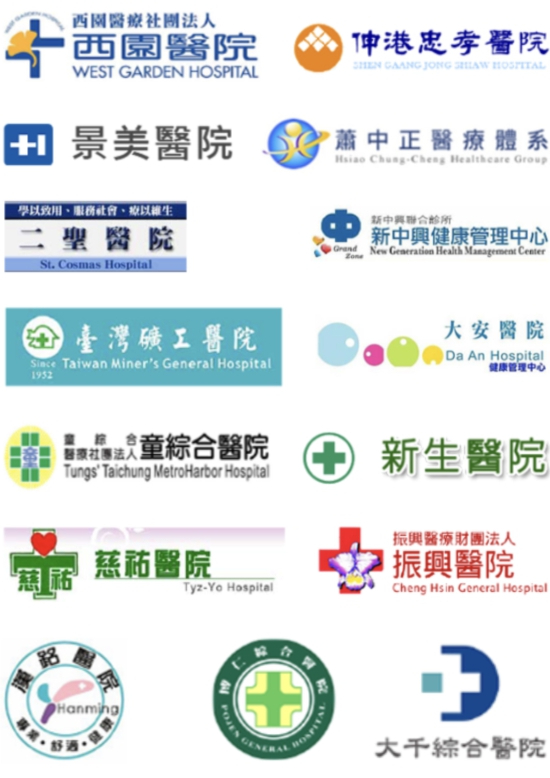 西園醫療社團法人
西園醫院
WEST GARDEN HOSPITAL
WEST GARDEN HOSPITAL
伸港忠孝醫院
SHEN GAANG JONG SHIAW HOSPITAL
景美醫院
蕭中正醫療體系
Hsiao Chung-Cheng Healthcare Group
學以致用、服務社會、療以維生
二聖醫院
St. Cosmas Hospital
Grand
Zone
新中興聯合診所
新中興健康管理中心
New Generation Health Management Center
Since
1952
臺灣礦工醫院
Taiwan Miner's General Hospital
大安醫院
Da An Hospital
健康管理中心
童
童綜合
醫療社團法人童綜合醫院
Tungs' Taichung MetroHarbor Hospital
新生醫院
慈祐
慈祐醫院
Tyz-Yo Hospital
振興醫療財團法人
振興醫院
Cheng Hsin General Hospital
漢銘醫院
Hanming
專業・舒適・健康
博仁綜合醫院
POJEN GENERAL HOSPITAL
大千綜合醫院